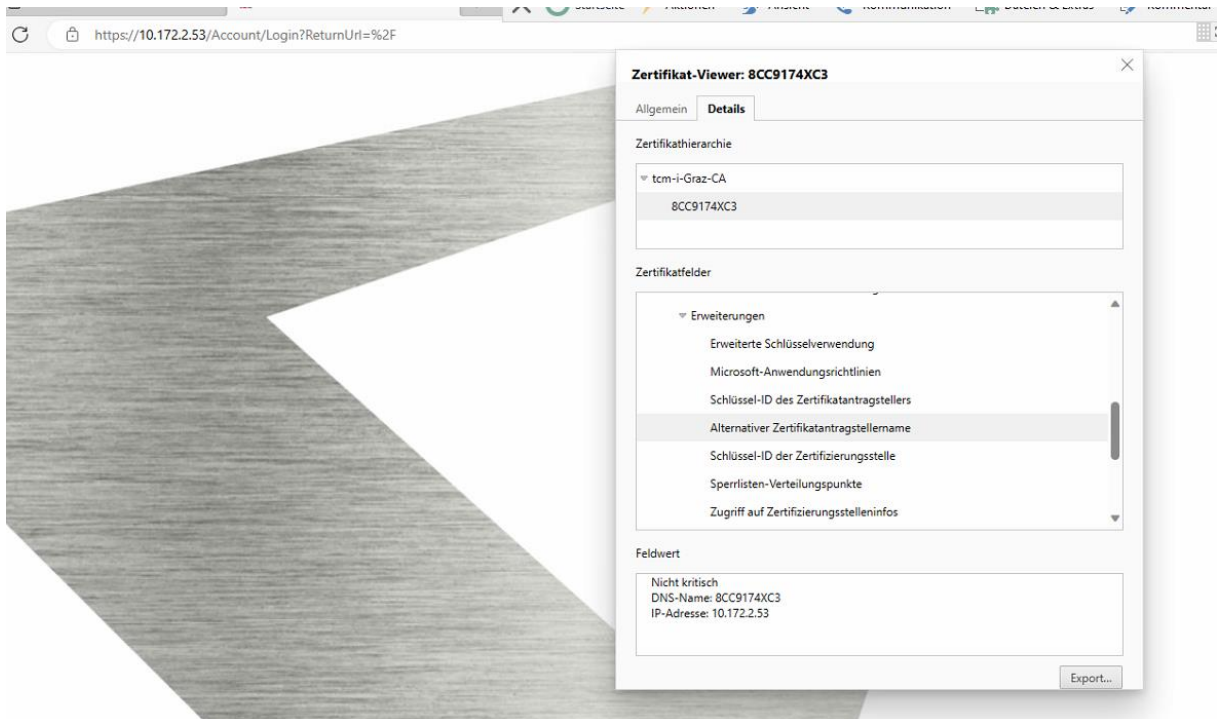 Startseite Aktionen Ansicht Kommunikation Dateien & Extras Kommentar
https://10.172.2.53/Account/Login?ReturnUrl=%2F
Zertifikat-Viewer: 8CC9174XC3
Allgemein Details
Zertifikathierarchie
tcm-i-Graz-CA
8CC9174XC3
Zertifikatfelder
Erweiterungen
Erweiterte Schlüsselverwendung
Microsoft-Anwendungsrichtlinien
Schlüssel-ID des Zertifikatantragstellers
Alternativer Zertifikatantragstellername
Schlüssel-ID der Zertifizierungsstelle
Sperrlisten-Verteilungspunkte
Zugriff auf Zertifizierungsstelleninfos
Feldwert
Nicht kritisch
DNS-Name: 8CC9174XC3
IP-Adresse: 10.172.2.53
Export...